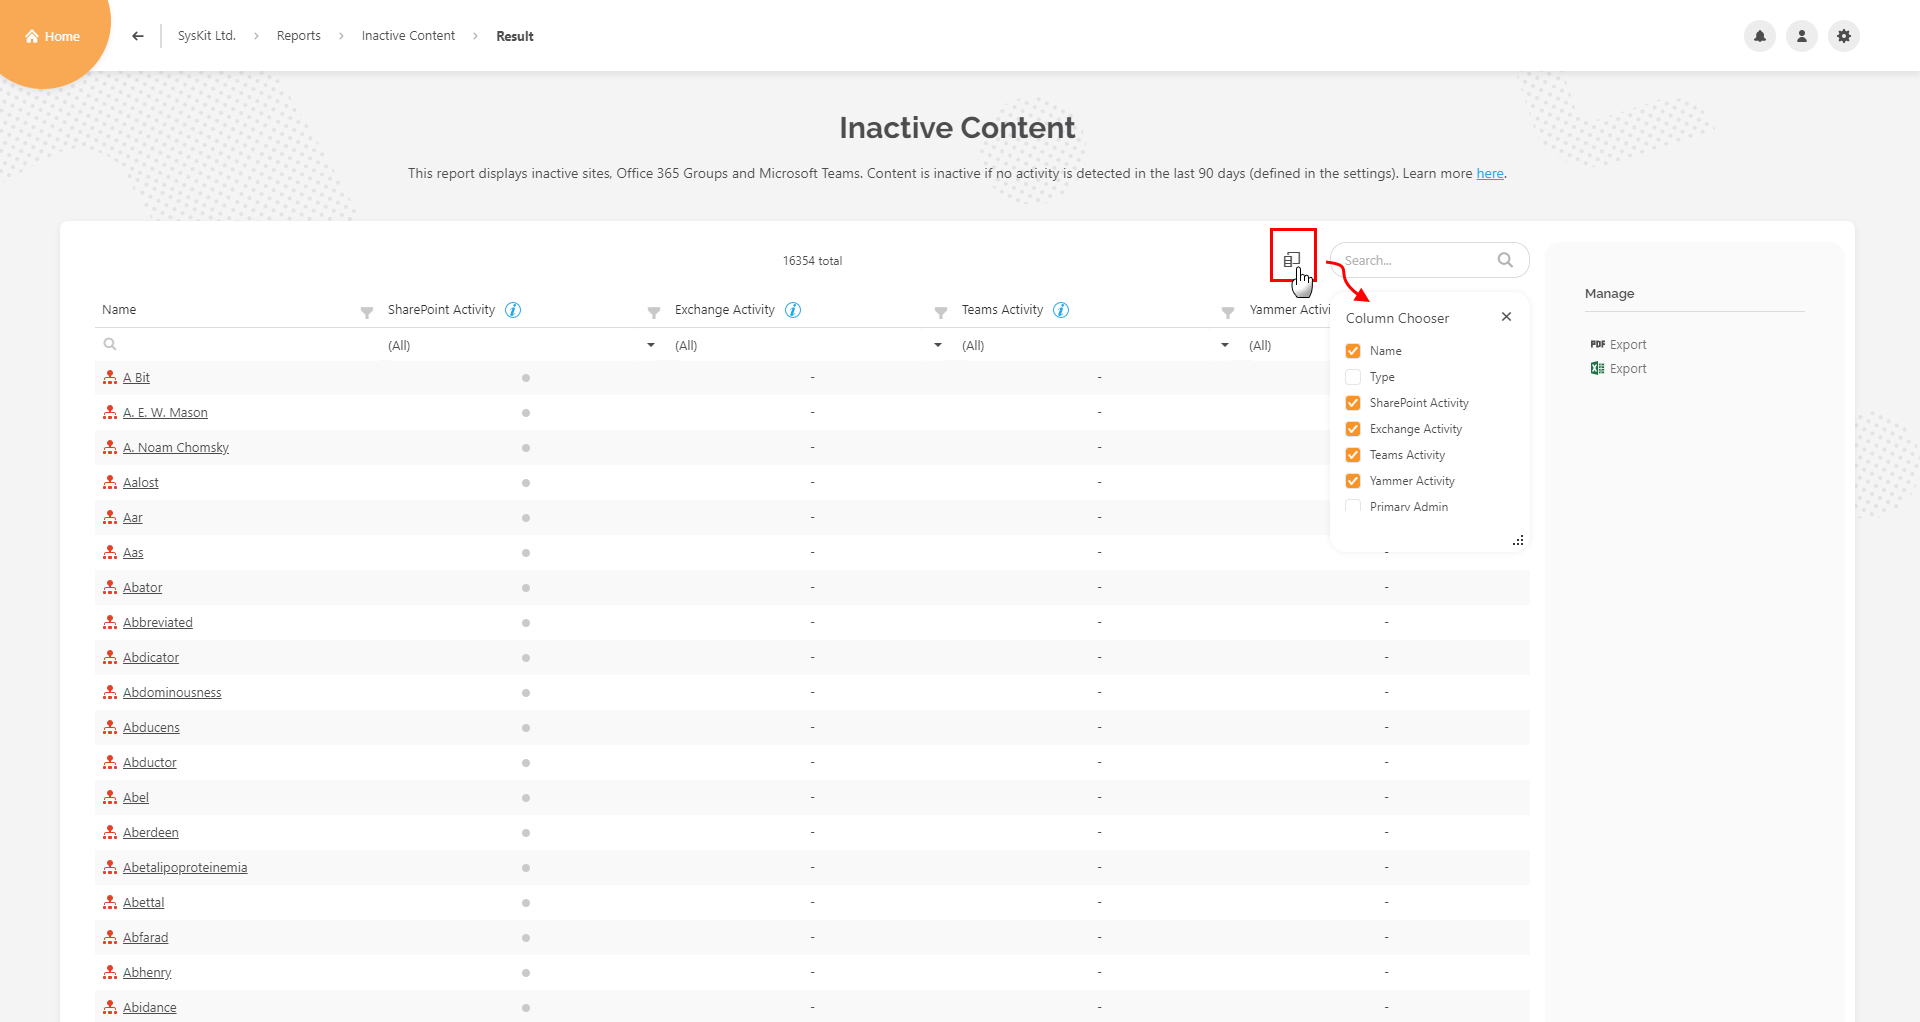 Home
SysKit Ltd. > Reports > Inactive Content > Result
Inactive Content
This report displays inactive sites, Office 365 Groups and Microsoft Teams. Content is inactive if no activity is detected in the last 90 days (defined in the settings). Learn more here.
16354 total
Search...
Name SharePoint Activity i Exchange Activity i Teams Activity i Yammer Activi
(All) (All) (All) (All)
A Bit - - 
A. E. W. Mason - -
A. Noam Chomsky - -
Aalost - -
Aar - -
Aas - - -
Abator - - -
Abbreviated - - -
Abdicator - - -
Abdominousness - - -
Abducens - - -
Abductor - - -
Abel - - -
Aberdeen - - -
Abetalipoproteinemia - - -
Abettal - - -
Abfarad - - -
Abhenry - - -
Abidance - - -
Column Chooser
Name
Type
SharePoint Activity
Exchange Activity
Teams Activity
Yammer Activity
Primary Admin
Manage
PDF Export
Export